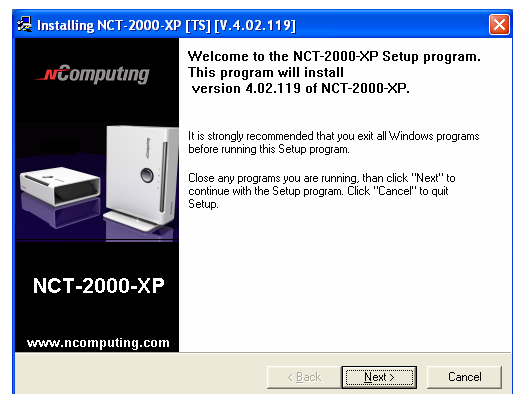 Installing NCT-2000-XP [TS] [V.4.02.119]
nComputing
Welcome to the NCT-2000-XP Setup program.
This program will install
version 4.02.119 of NCT-2000-XP.
It is strongly recommended that you exit all Windows programs
before running this Setup program.
Close any programs you are running, than click "Next" to
continue with the Setup program. Click "Cancel" to quit
Setup.
NCT-2000-XP
www.ncomputing.com
< Back
Next >
Cancel